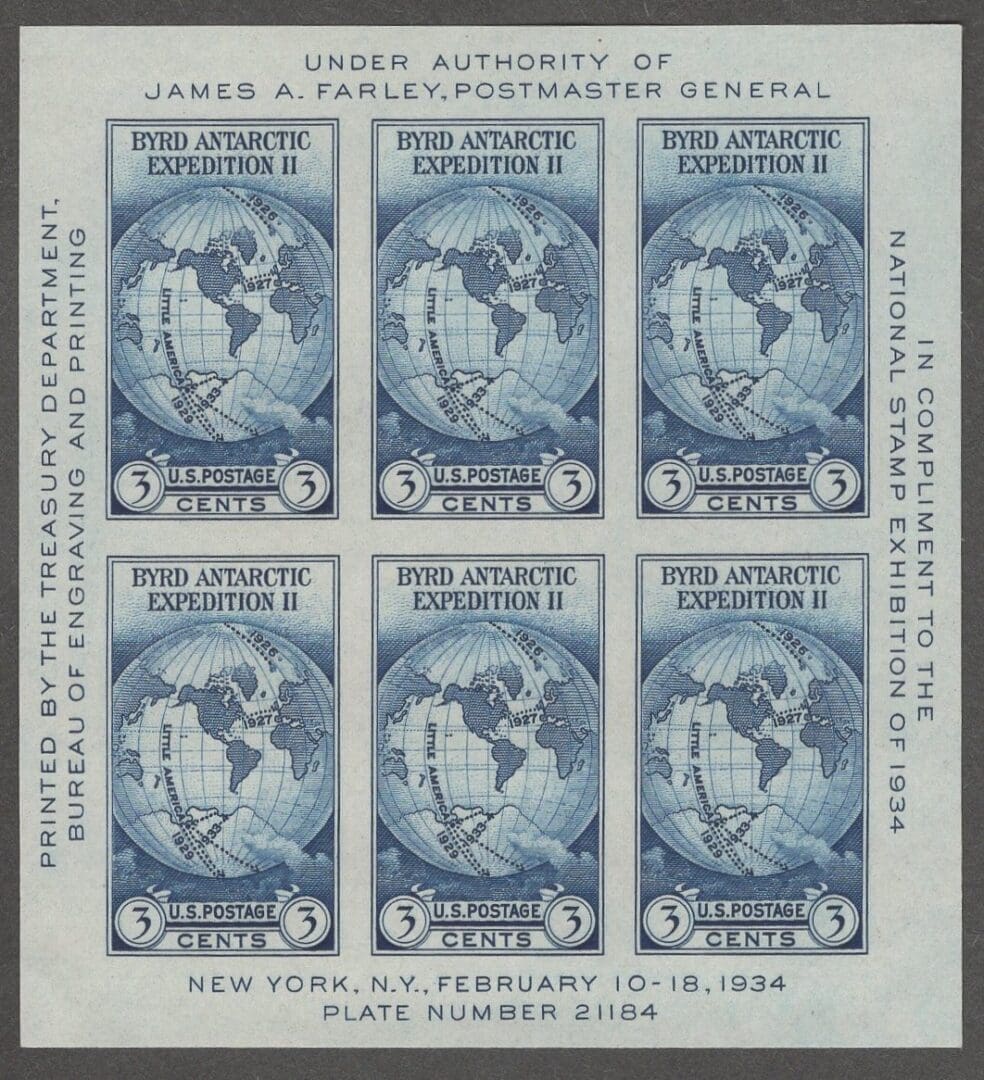 UNDER AUTHORITY OF
JAMES A. FARLEY, POSTMASTER GENERAL
PRINTED BY THE TREASURY DEPARTMENT,
BUREAU OF ENGRAVING AND PRINTING
BYRD ANTARCTIC
EXPEDITION II
1926
1927
LITTLE AMERICA
1933
1929
3 U.S. POSTAGE 3
CENTS
BYRD ANTARCTIC
EXPEDITION II
1926
1927
LITTLE AMERICA
1933
1929
3 U.S. POSTAGE 3
CENTS
BYRD ANTARCTIC
EXPEDITION II
1926
1927
LITTLE AMERICA
1933
1929
3 U.S. POSTAGE 3
CENTS
BYRD ANTARCTIC
EXPEDITION II
1926
1927
LITTLE AMERICA
1933
1929
3 U.S. POSTAGE 3
CENTS
BYRD ANTARCTIC
EXPEDITION II
1926
1927
LITTLE AMERICA
1933
1929
3 U.S. POSTAGE 3
CENTS
BYRD ANTARCTIC
EXPEDITION II
1926
1927
LITTLE AMERICA
1933
1929
3 U.S. POSTAGE 3
CENTS
IN COMPLIMENT TO THE
NATIONAL STAMP EXHIBITION OF 1934
NEW YORK, N.Y., FEBRUARY 10-18, 1934
PLATE NUMBER 21184